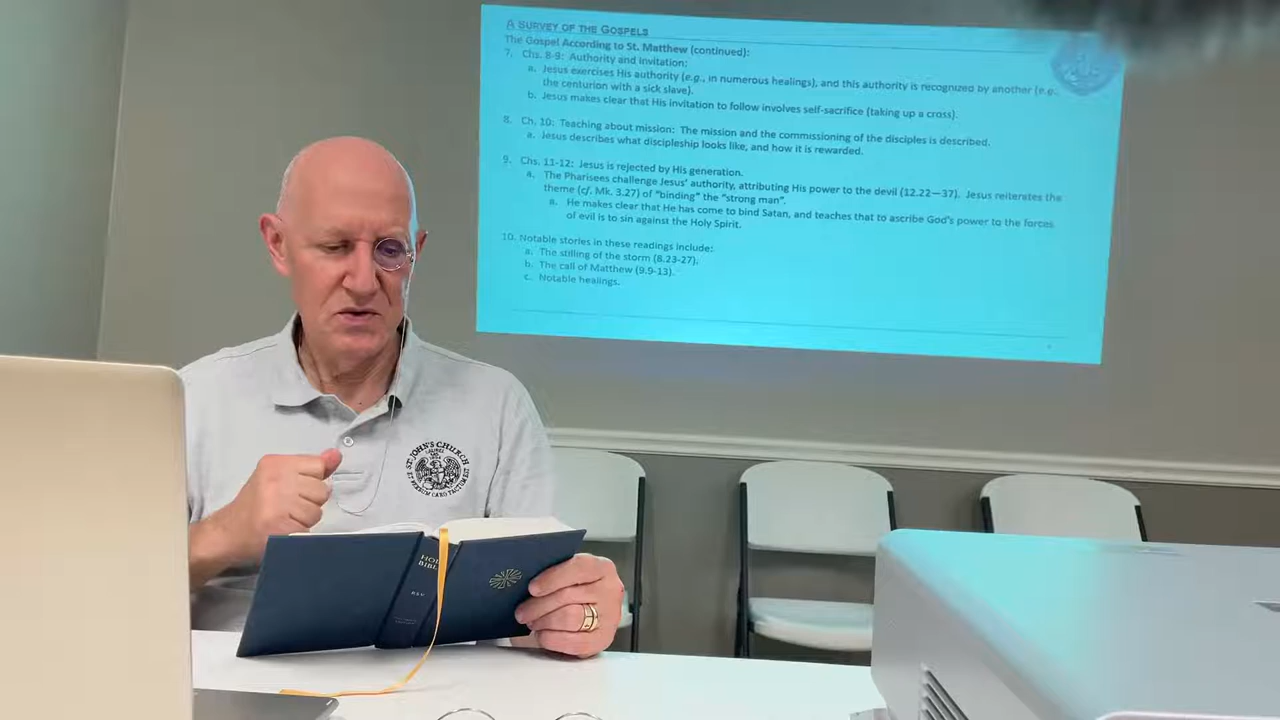 A SURVEY OF THE GOSPELS
The Gospel According to St. Matthew (continued):
7. Chs. 8-9: Authority and Invitation:
a. Jesus exercises His authority (e.g., in numerous healings), and this authority is recognized by another (e.g.,
the centurion with a sick slave).
b. Jesus makes clear that His invitation to follow involves self-sacrifice (taking up a cross).
8. Ch. 10: Teaching about mission: The mission and the commissioning of the disciples is described.
a. Jesus describes what discipleship looks like, and how it is rewarded.
9. Chs. 11-12: Jesus is rejected by His generation.
a. The Pharisees challenge Jesus' authority, attributing His power to the devil (12.22—37). Jesus reiterates the
theme (cf. Mk. 3.27) of "binding" the "strong man".
a. He makes clear that He has come to bind Satan, and teaches that to ascribe God's power to the forces
of evil is to sin against the Holy Spirit.
10. Notable stories in these readings include:
a. The stilling of the storm (8.23-27).
b. The call of Matthew (9.9-13).
c. Notable healings.
ST. JOHN'S CHURCH
ET VERBUM CARO FACTUM EST
HOLY
BIBLE
RSV